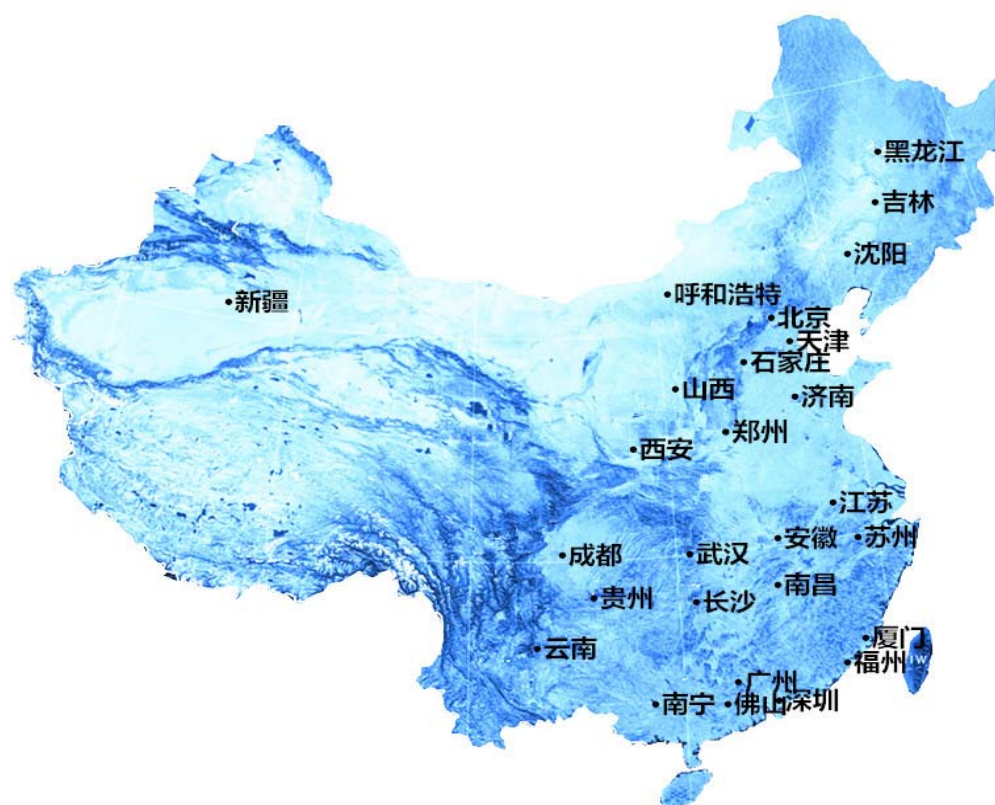 黑龙江
吉林
沈阳
呼和浩特
新疆
北京
天津
石家庄
山西
济南
郑州
西安
江苏
安徽
苏州
成都
武汉
南昌
贵州
长沙
厦门
云南
福州
广州
深圳
南宁
佛山